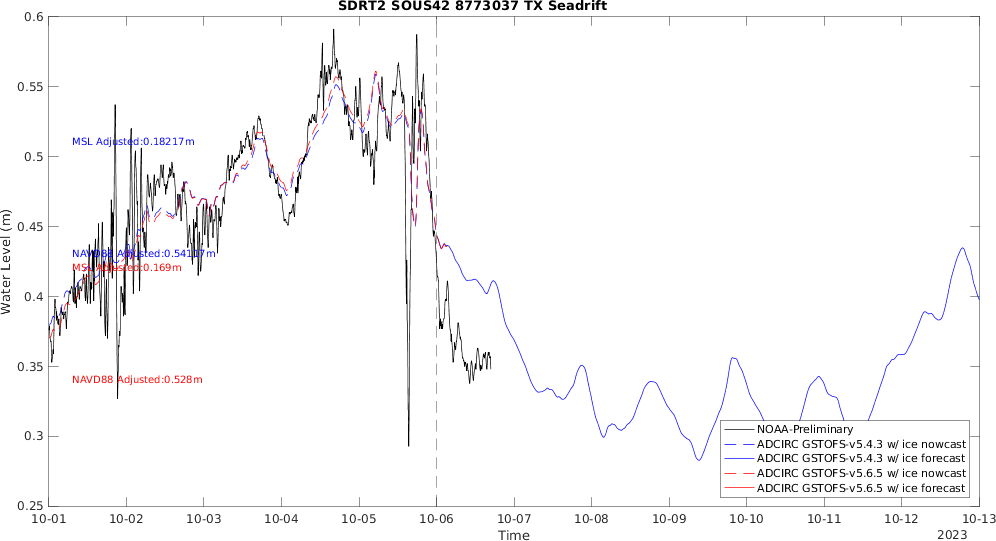 SDRT2 SOUS42 8773037 TX Seadrift
0.6
0.55
0.5
0.45
0.4
0.35
0.3
0.25
Water Level (m)
MSL Adjusted:0.18217m
NAVD88 Adjusted:0.54117m
MSL Adjusted:0.169m
NAVD88 Adjusted:0.528m
NOAA-Preliminary
ADCIRC GSTOFS-v5.4.3 w/ ice nowcast
ADCIRC GSTOFS-v5.4.3 w/ ice forecast
ADCIRC GSTOFS-v5.6.5 w/ ice nowcast
ADCIRC GSTOFS-v5.6.5 w/ ice forecast
10-01 10-02 10-03 10-04 10-05 10-06 10-07 10-08 10-09 10-10 10-11 10-12 10-13
Time
2023